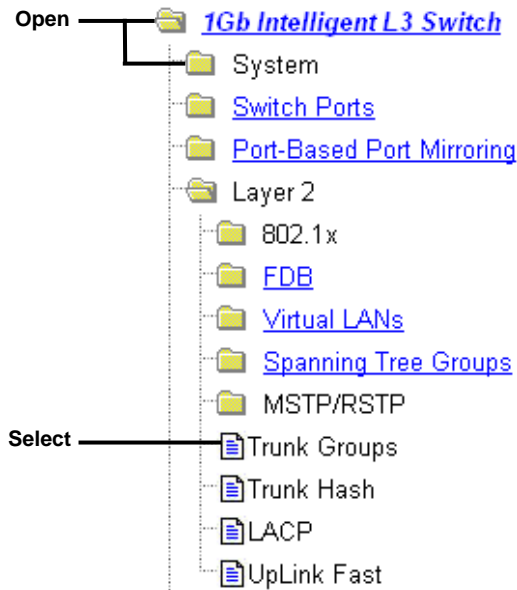 Open
1Gb Intelligent L3 Switch
System
Switch Ports
Port-Based Port Mirroring
Layer 2
802.1x
FDB
Virtual LANs
Spanning Tree Groups
MSTP/RSTP
Select
Trunk Groups
Trunk Hash
LACP
UpLink Fast